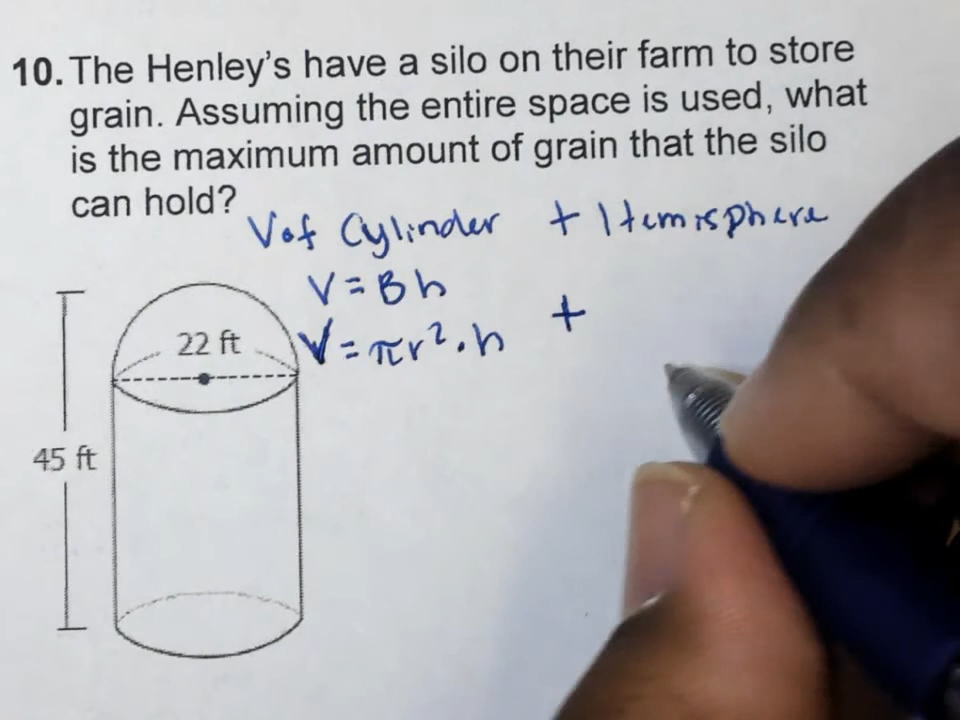 10. The Henley's have a silo on their farm to store
grain. Assuming the entire space is used, what
is the maximum amount of grain that the silo
can hold?
V of Cylinder + Hemisphere
V = Bh
V = πr²·h +
22 ft
45 ft